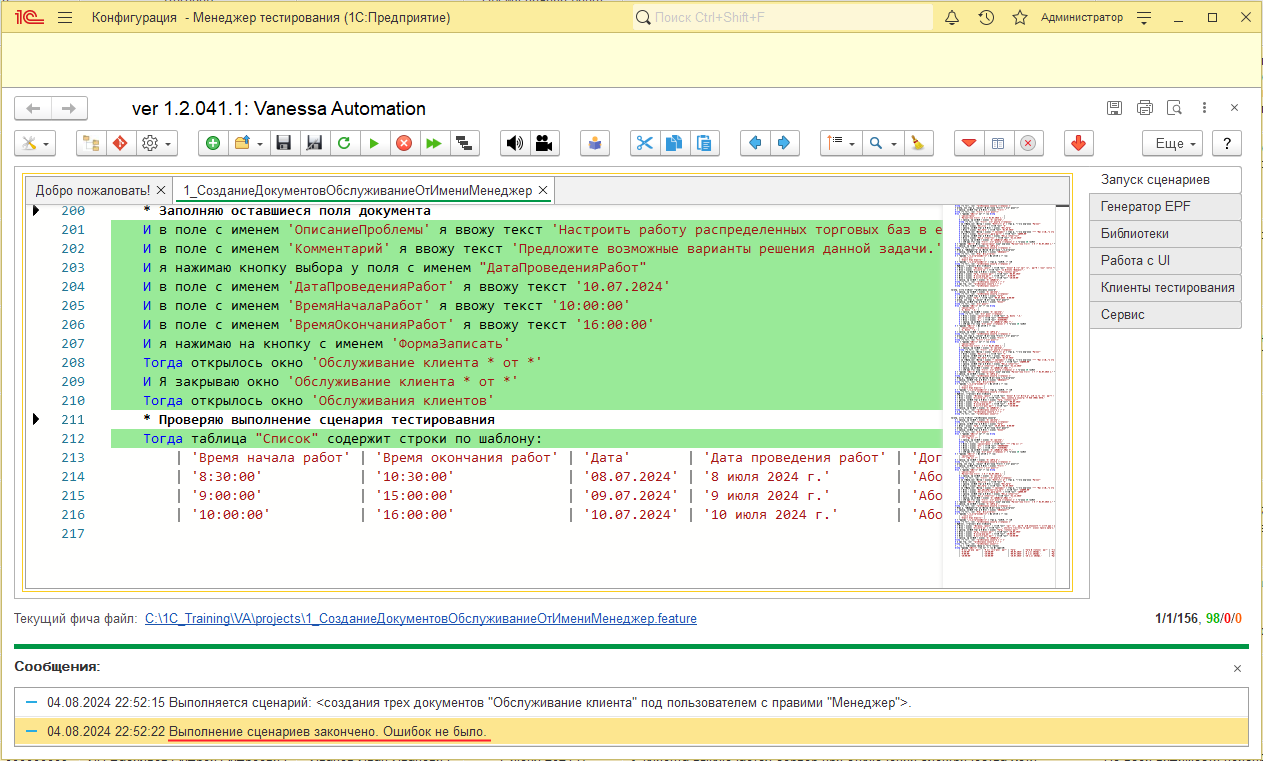 Конфигурация - Менеджер тестирования (1С:Предприятие)
Поиск Ctrl+Shift+F
Администратор
ver 1.2.041.1: Vanessa Automation
Еще
?
Добро пожаловать!
1_СозданиеДокументовОбслуживаниеОтИмениМенеджер
200 * Заполняю оставшиеся поля документа
201 И в поле с именем 'ОписаниеПроблемы' я ввожу текст 'Настроить работу распределенных торговых баз в е
202 И в поле с именем 'Комментарий' я ввожу текст 'Предложите возможные варианты решения данной задачи.'
203 И я нажимаю кнопку выбора у поля с именем "ДатаПроведенияРабот"
204 И в поле с именем 'ДатаПроведенияРабот' я ввожу текст '10.07.2024'
205 И в поле с именем 'ВремяНачалаРабот' я ввожу текст '10:00:00'
206 И в поле с именем 'ВремяОкончанияРабот' я ввожу текст '16:00:00'
207 И я нажимаю на кнопку с именем 'ФормаЗаписать'
208 Тогда открылось окно 'Обслуживание клиента * от *'
209 И Я закрываю окно 'Обслуживание клиента * от *'
210 Тогда открылось окно 'Обслуживания клиентов'
211 * Проверяю выполнение сценария тестированвния
212 Тогда таблица "Список" содержит строки по шаблону:
213 | 'Время начала работ' | 'Время окончания работ' | 'Дата' | 'Дата проведения работ' | 'Дог
214 | '8:30:00' | '10:30:00' | '08.07.2024' | '8 июля 2024 г.' | 'Або
215 | '9:00:00' | '15:00:00' | '09.07.2024' | '9 июля 2024 г.' | 'Або
216 | '10:00:00' | '16:00:00' | '10.07.2024' | '10 июля 2024 г.' | 'Або
217
Запуск сценариев
Генератор EPF
Библиотеки
Работа с UI
Клиенты тестирования
Сервис
Текущий фича файл: C:\1C_Training\VA\projects\1_СозданиеДокументовОбслуживаниеОтИмениМенеджер.feature
1/1/156, 98/0/0
Сообщения:
04.08.2024 22:52:15 Выполняется сценарий: <создания трех документов "Обслуживание клиента" под пользователем с правими "Менеджер">.
04.08.2024 22:52:22 Выполнение сценариев закончено. Ошибок не было.